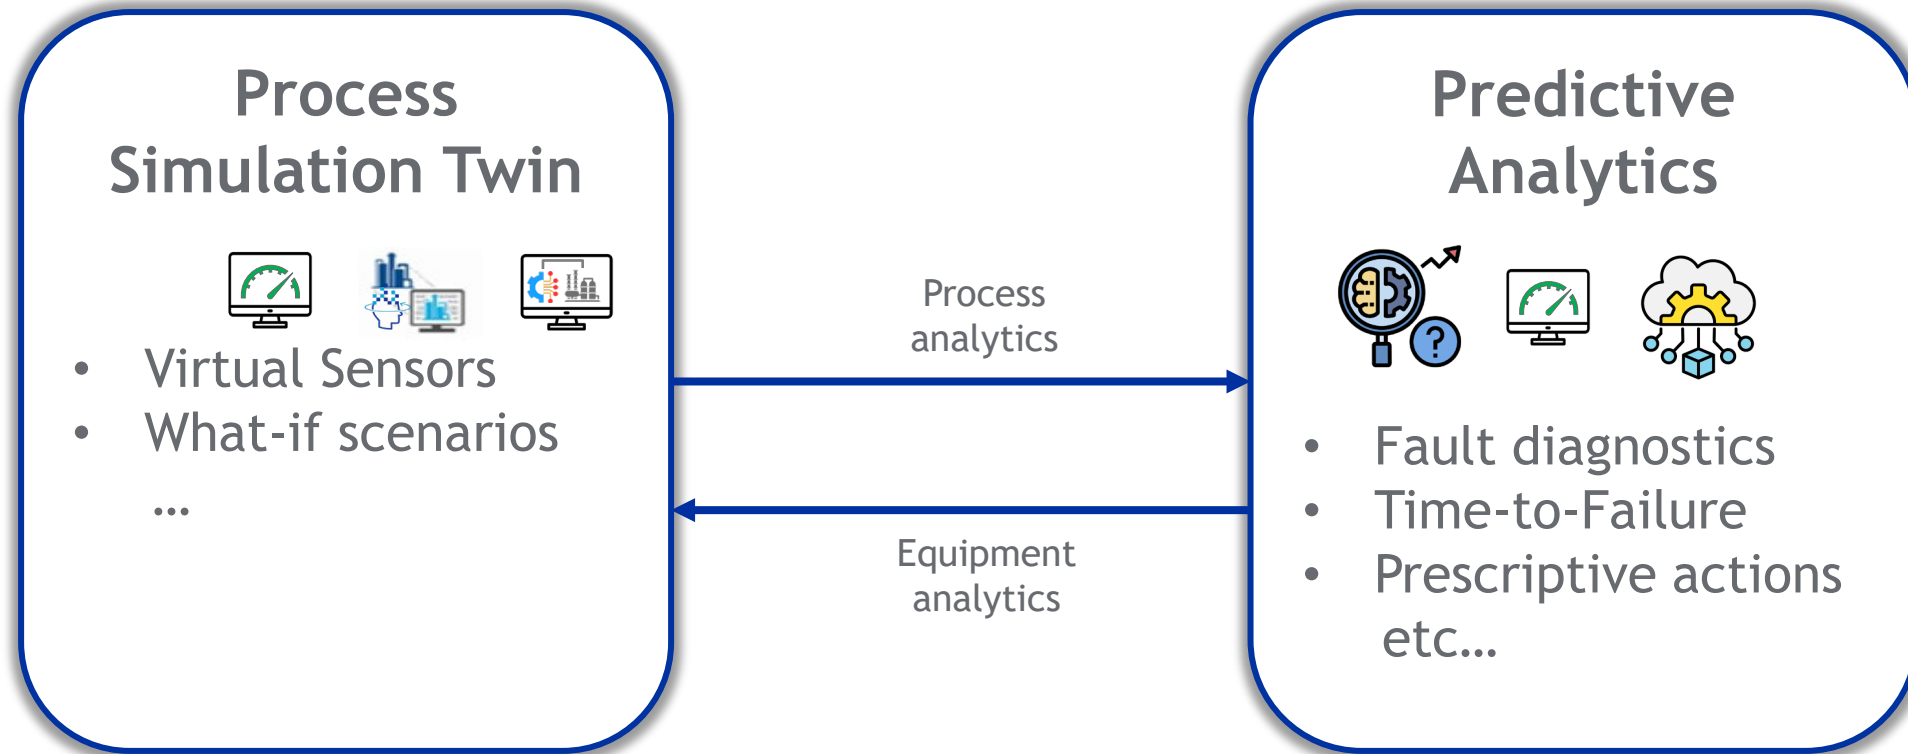 Process
Simulation Twin
• Virtual Sensors
• What-if scenarios
...
Process
analytics
Equipment
analytics
Predictive
Analytics
?
• Fault diagnostics
• Time-to-Failure
• Prescriptive actions
etc...